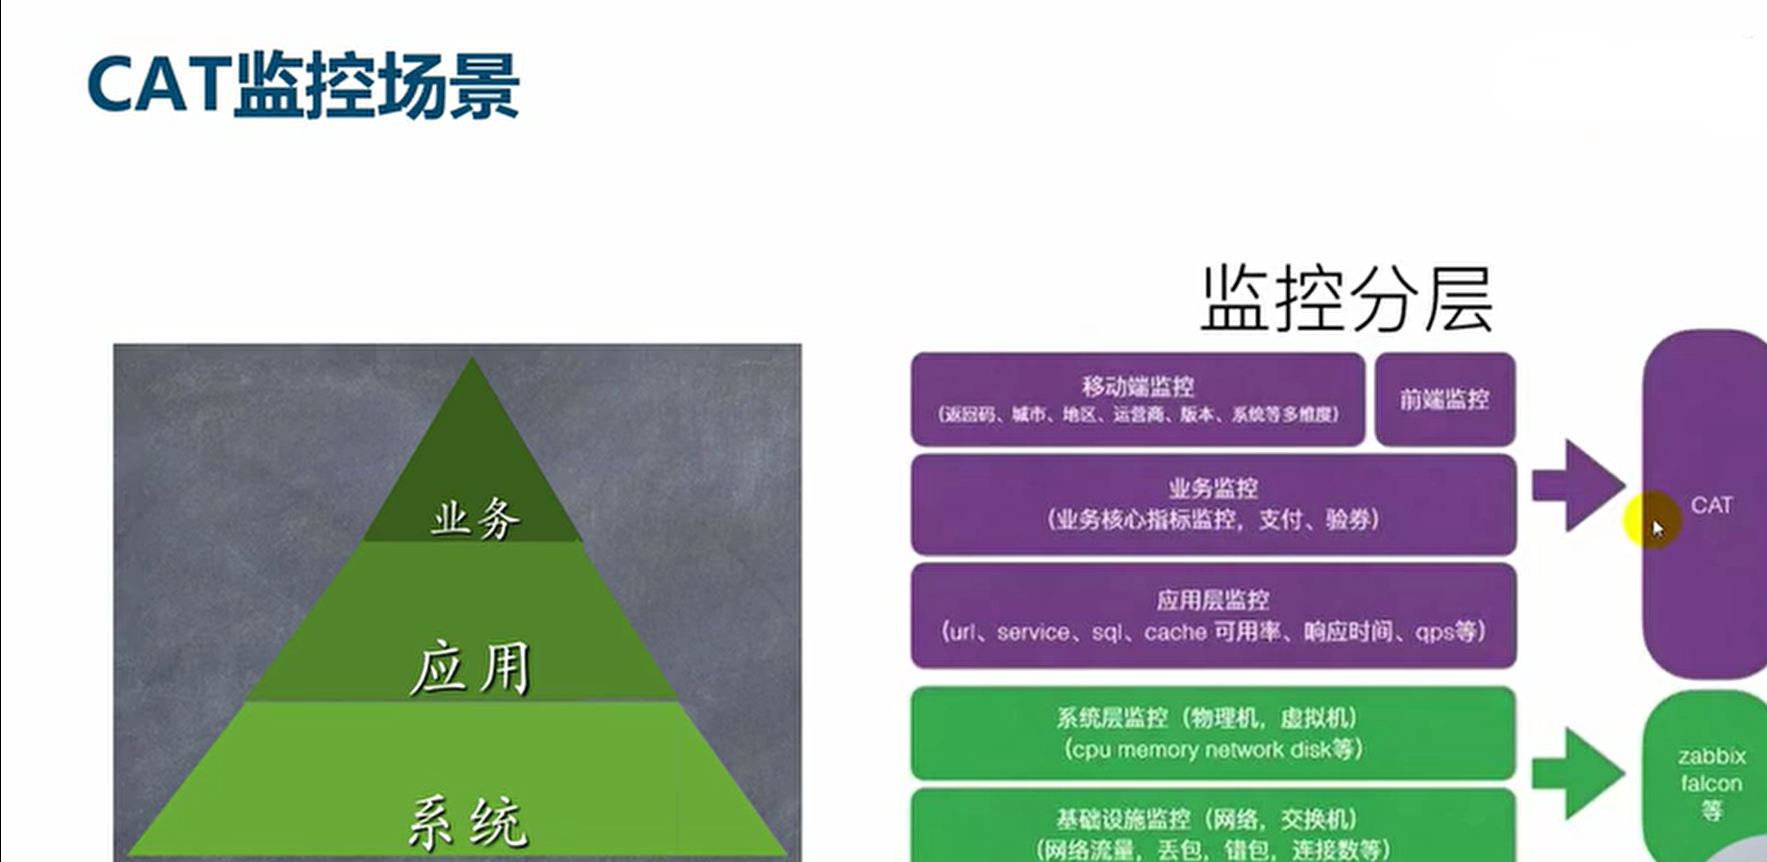 CAT监控场景
监控分层
业务
应用
系统
移动端监控
（返回码、城市、地区、运营商、版本、系统等多维度）
前端监控
业务监控
（业务核心指标监控，支付、验券）
应用层监控
（url、service、sql、cache 可用率、响应时间、qps等）
CAT
系统层监控（物理机，虚拟机）
（cpu memory network disk等）
基础设施监控（网络，交换机）
（网络流量，丢包，错包，连接数等）
zabbix
falcon
等